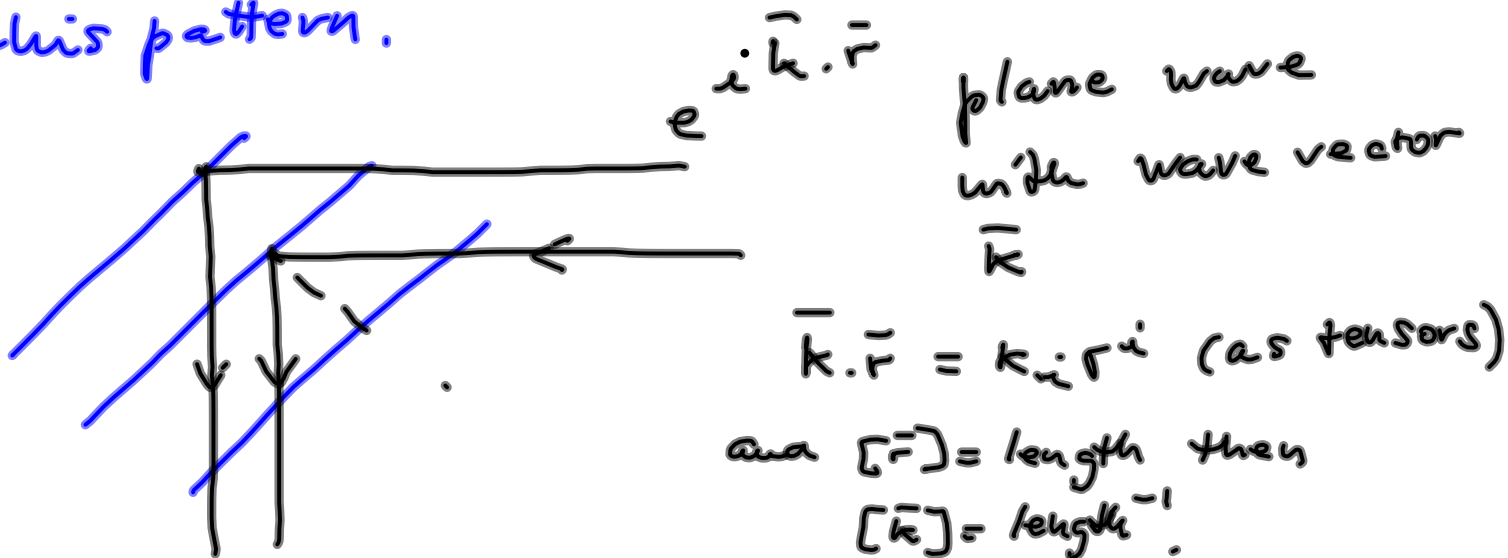 this pattern.
e^{i k̄.r̄}
plane wave
with wave vector
k̄
k̄.r̄ = k_i r^i (as tensors)
and [r̄] = length then
[k̄] = length^{-1}.